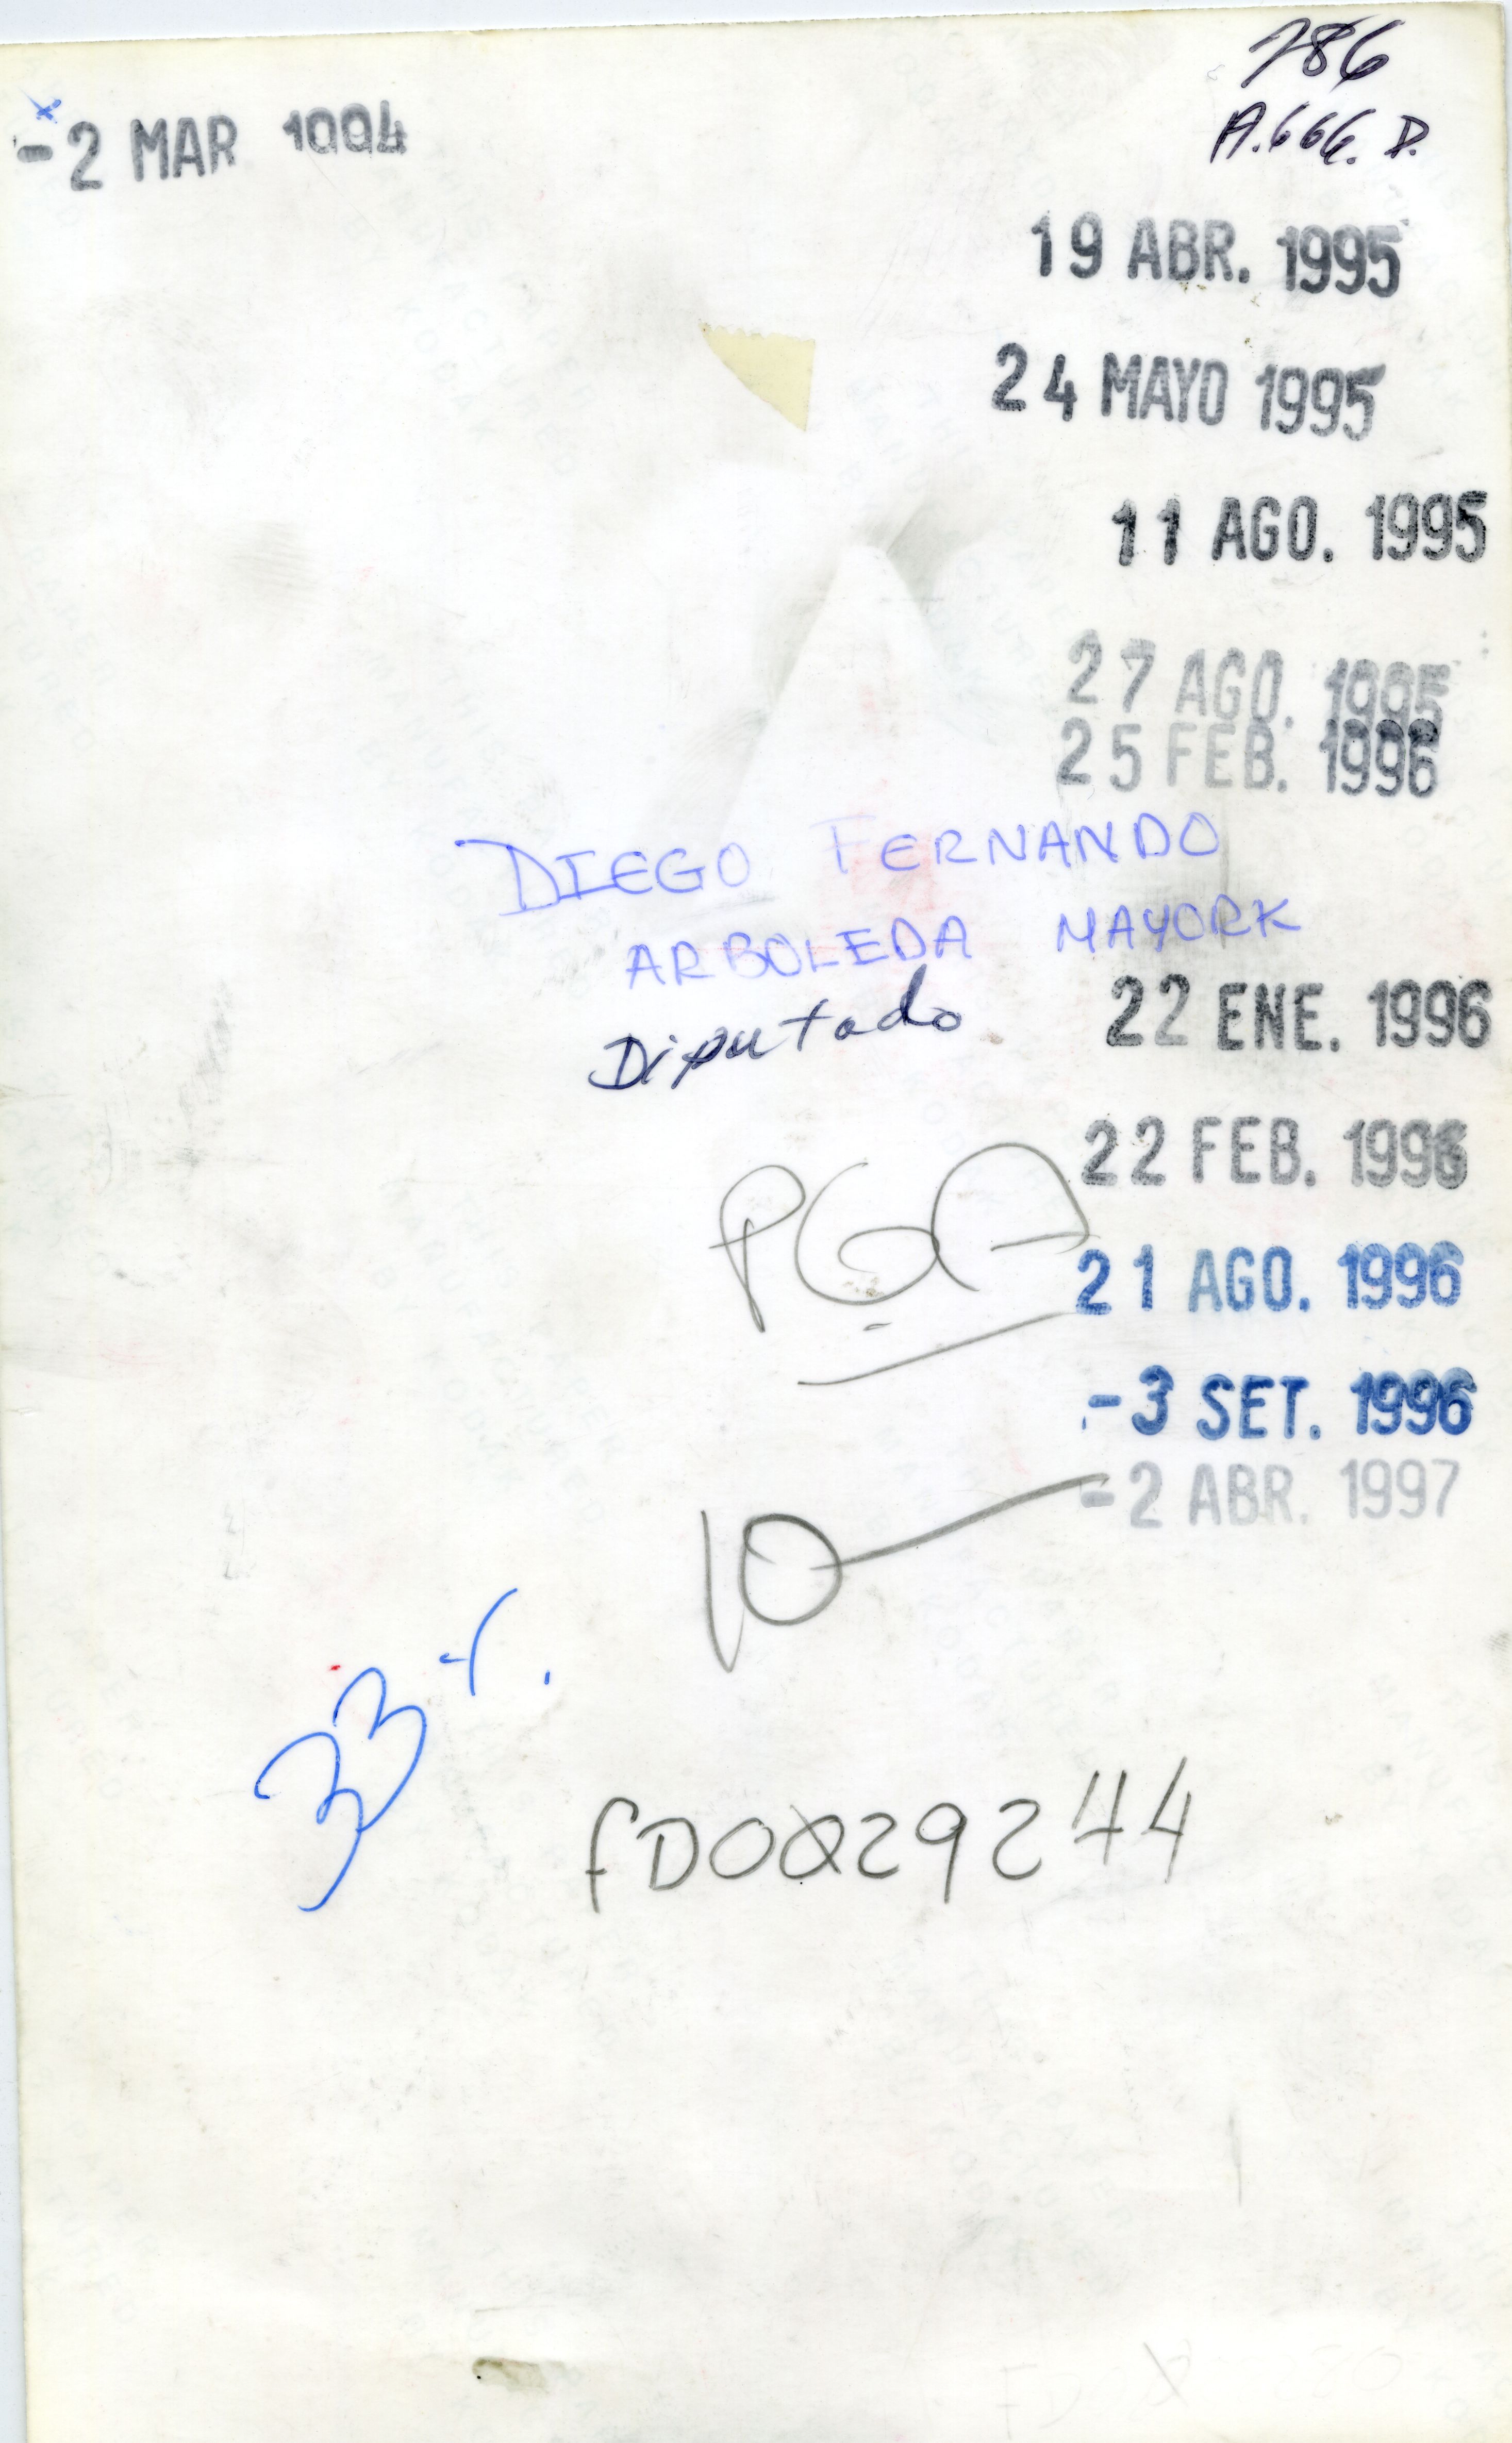 786
A.666. D.
-2 MAR 1994
19 ABR. 1995
24 MAYO 1995
11 AGO. 1995
27 AGO. 1995
25 FEB. 1996
DIEGO FERNANDO
ARBOLEDA MAYORK
Diputado
22 ENE. 1996
22 FEB. 1996
PGA
21 AGO. 1996
-3 SET. 1996
-2 ABR. 1997
10
33%
FD0029244